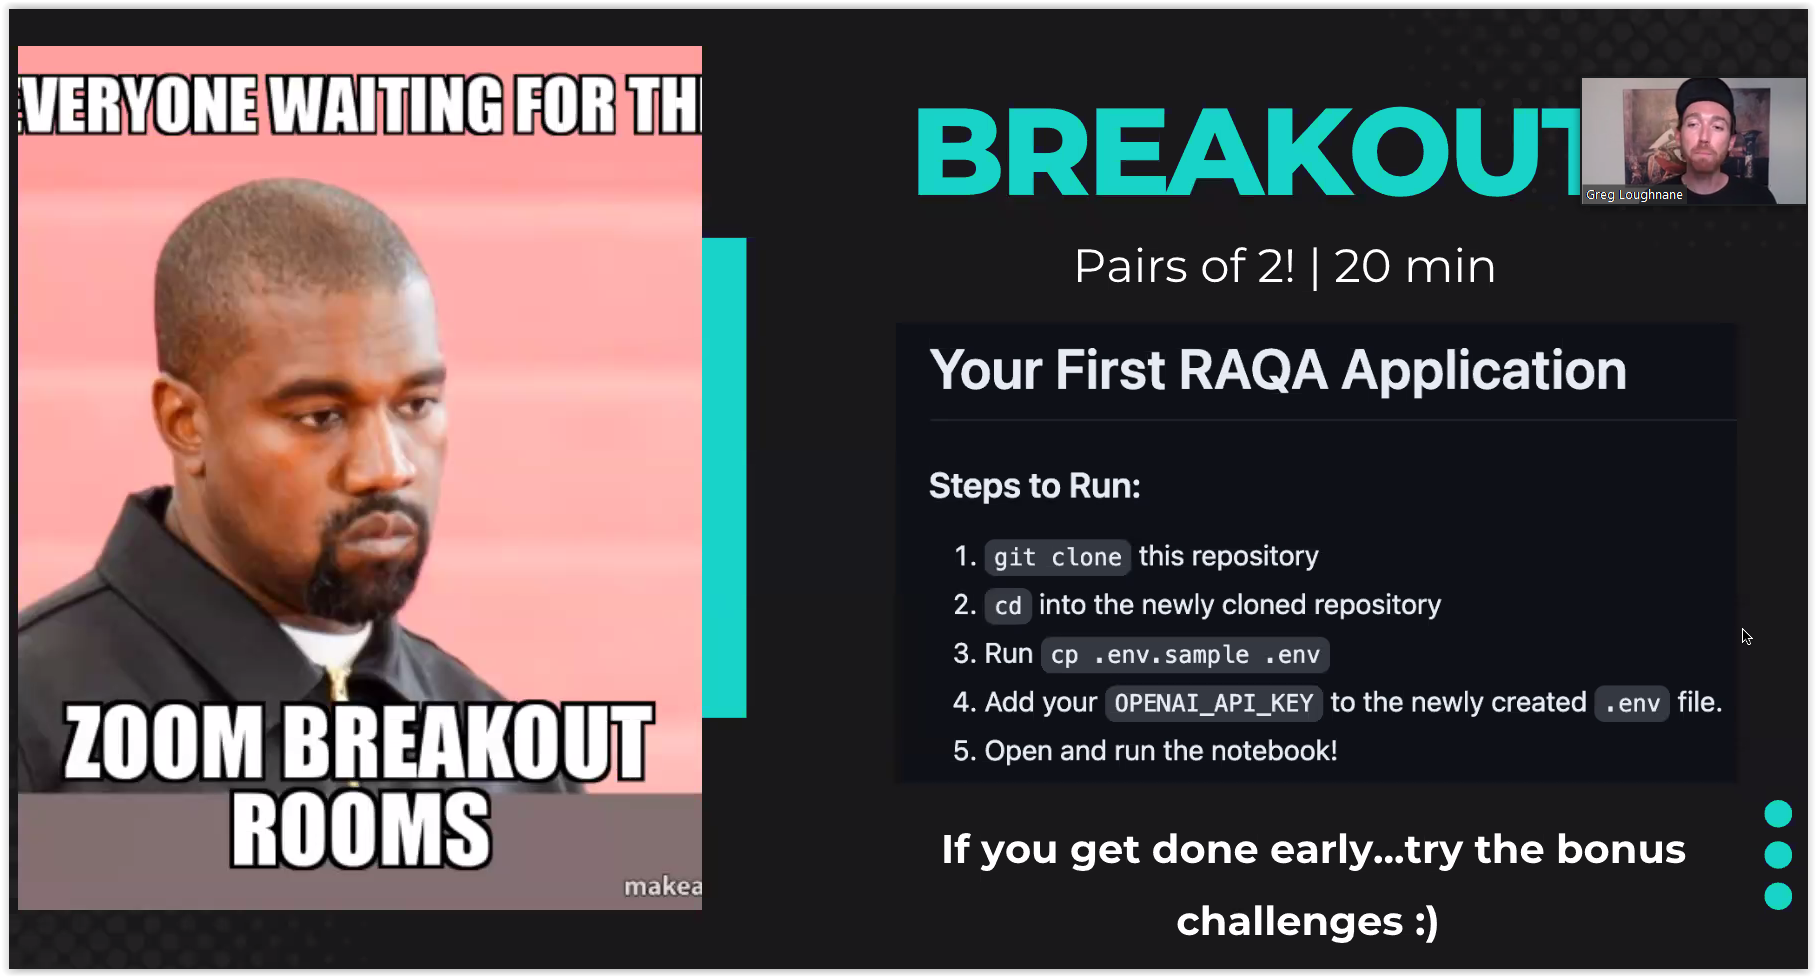 EVERYONE WAITING FOR TH
ZOOM BREAKOUT
ROOMS
makea
BREAKOUT
Greg Loughnane
Pairs of 2! | 20 min
Your First RAQA Application
Steps to Run:
1. git clone this repository
2. cd into the newly cloned repository
3. Run cp .env.sample .env
4. Add your OPENAI_API_KEY to the newly created .env file.
5. Open and run the notebook!
If you get done early...try the bonus
challenges :)